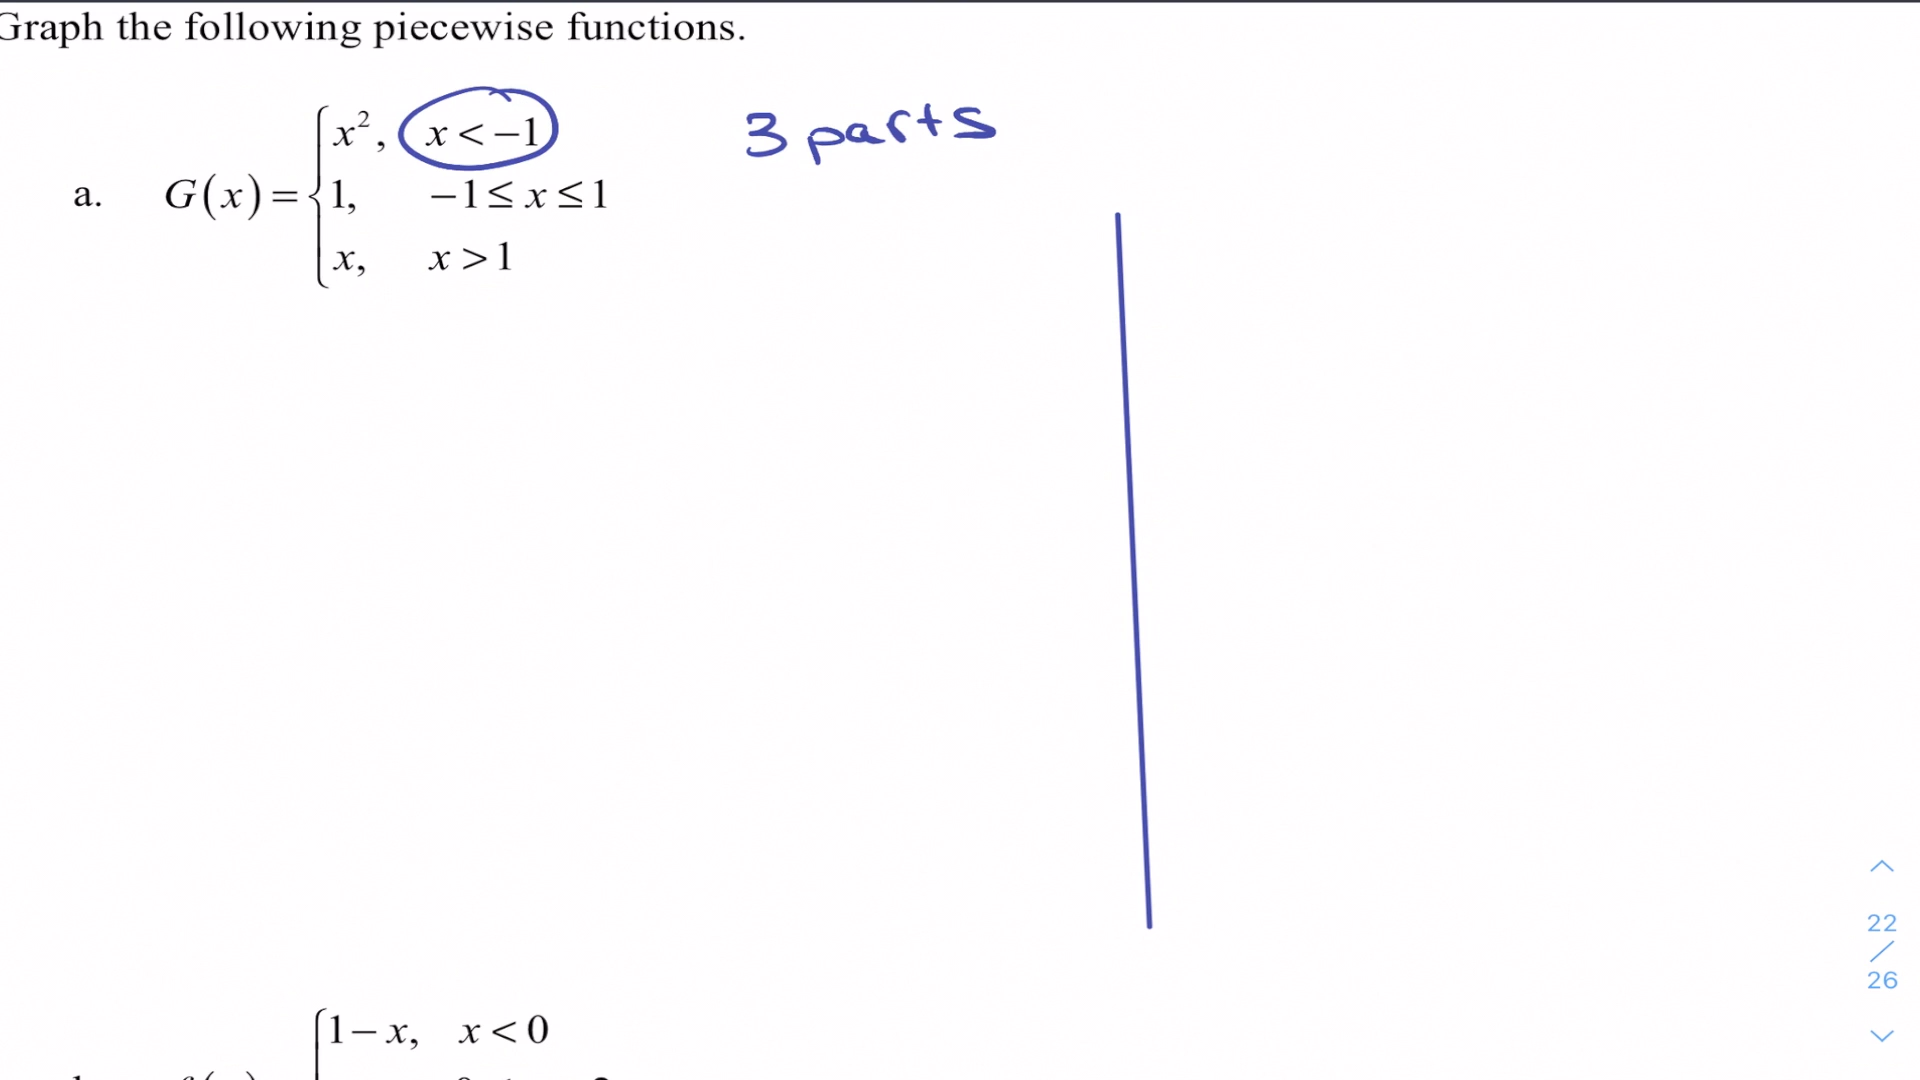 Graph the following piecewise functions.
3 parts
a. G(x) = { x², x < −1
1, −1 ≤ x ≤ 1
x, x > 1
22
/
26
1 − x, x < 0